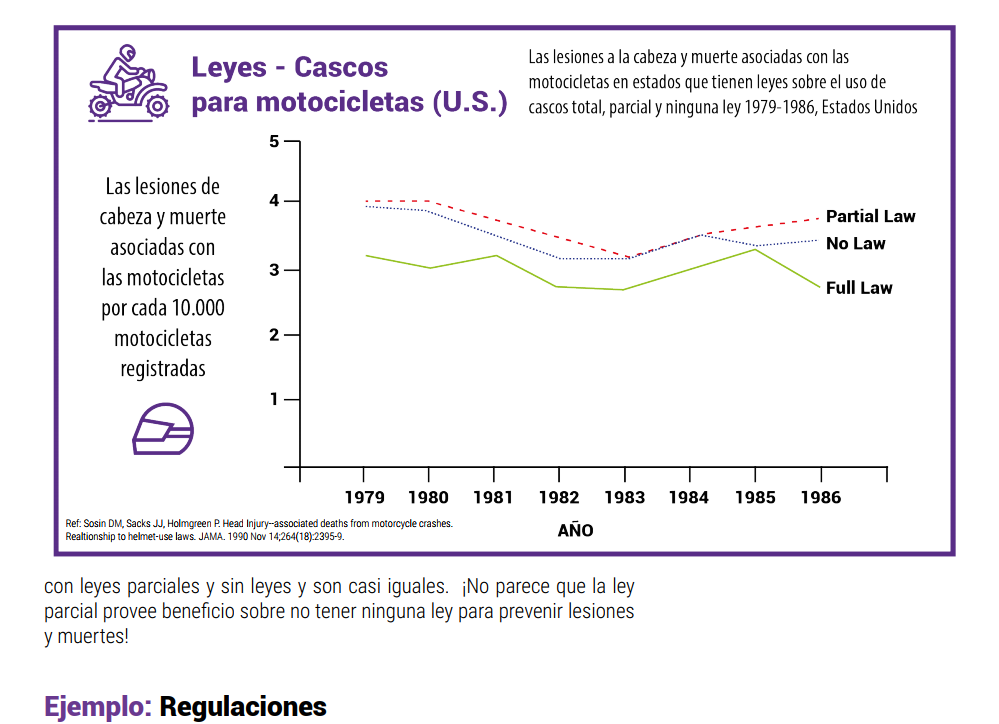 Leyes - Cascos
para motocicletas (U.S.)
Las lesiones a la cabeza y muerte asociadas con las
motocicletas en estados que tienen leyes sobre el uso de
cascos total, parcial y ninguna ley 1979-1986, Estados Unidos
Las lesiones de
cabeza y muerte
asociadas con
las motocicletas
por cada 10.000
motocicletas
registradas
5
4
3
2
1
Partial Law
No Law
Full Law
1979 1980 1981 1982 1983 1984 1985 1986
AÑO
Ref: Sosin DM, Sacks JJ, Holmgreen P. Head Injury--associated deaths from motorcycle crashes.
Realtionship to helmet-use laws. JAMA. 1990 Nov 14;264(18):2395-9.
con leyes parciales y sin leyes y son casi iguales. ¡No parece que la ley
parcial provee beneficio sobre no tener ninguna ley para prevenir lesiones
y muertes!
Ejemplo: Regulaciones